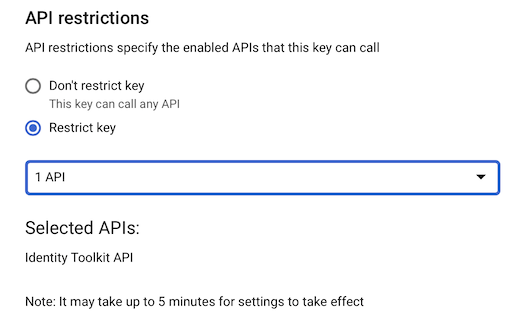 API restrictions
API restrictions specify the enabled APIs that this key can call
Don't restrict key
This key can call any API
Restrict key
1 API
Selected APIs:
Identity Toolkit API
Note: It may take up to 5 minutes for settings to take effect